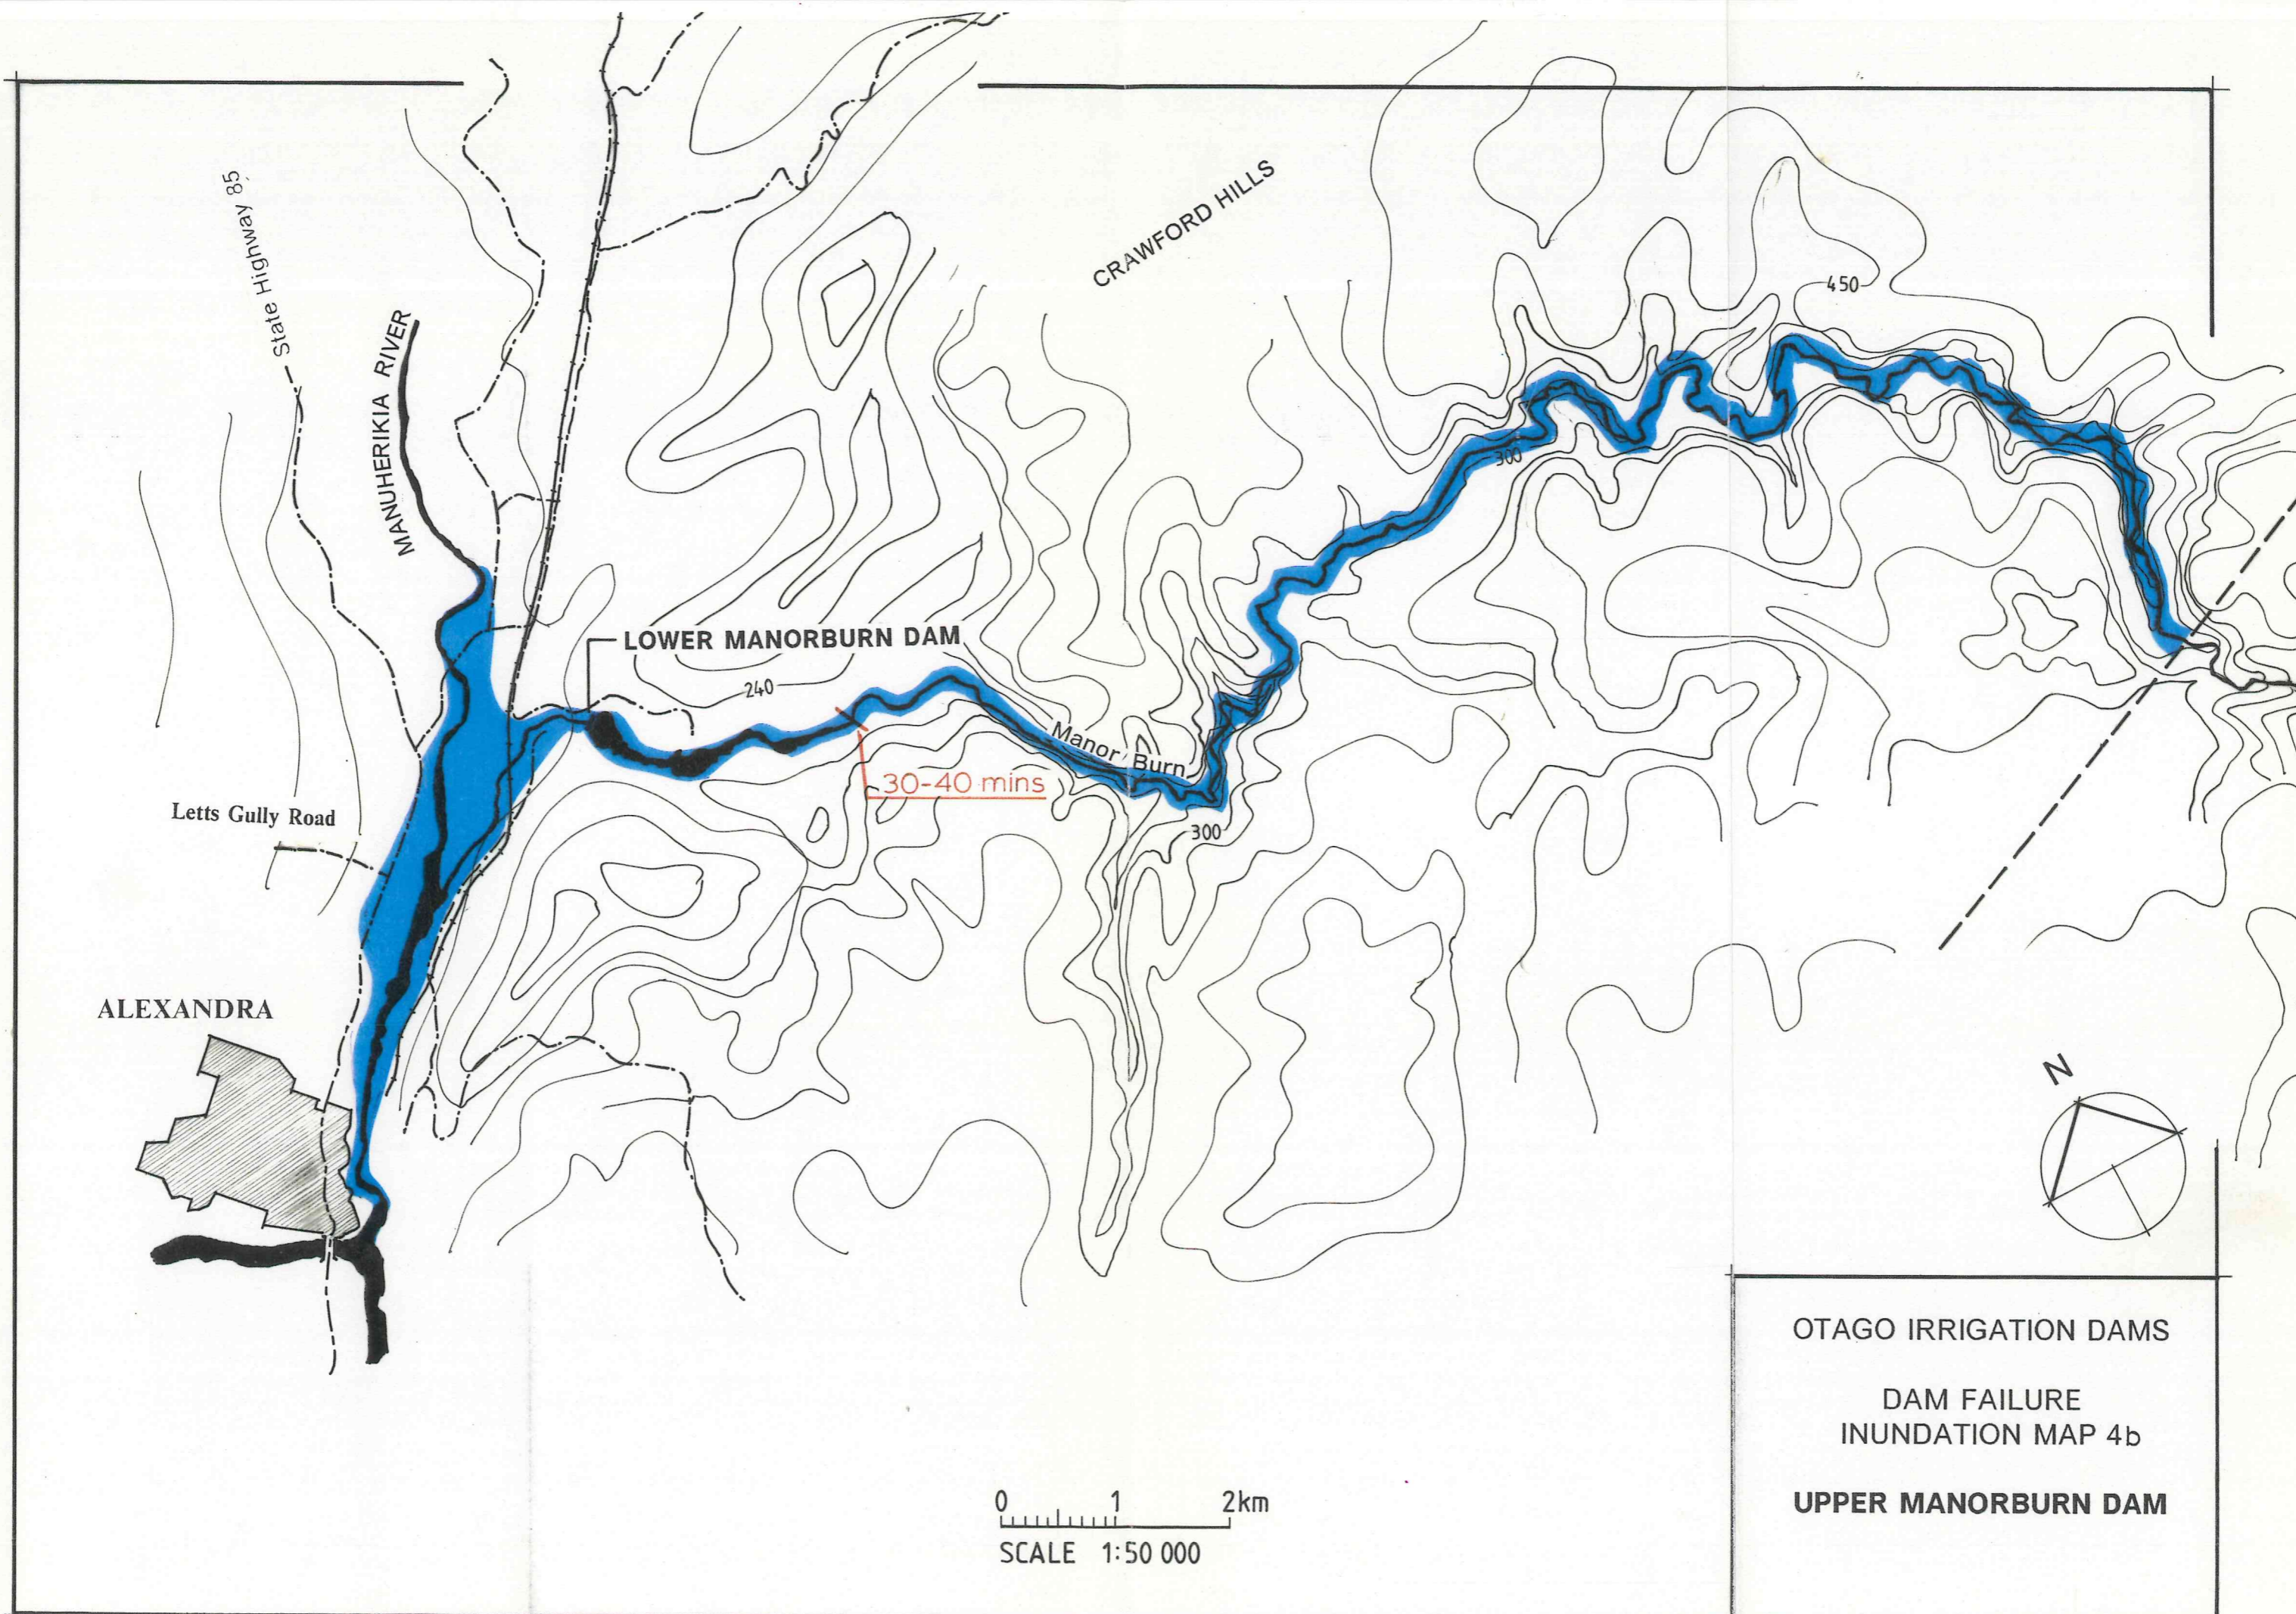 State Highway 85
MANUHERIKIA RIVER
CRAWFORD HILLS
450
300
LOWER MANORBURN DAM
240
Manor Burn
30-40 mins
300
Letts Gully Road
ALEXANDRA
N
OTAGO IRRIGATION DAMS
DAM FAILURE
INUNDATION MAP 4b
UPPER MANORBURN DAM
0 1 2km
SCALE 1:50 000